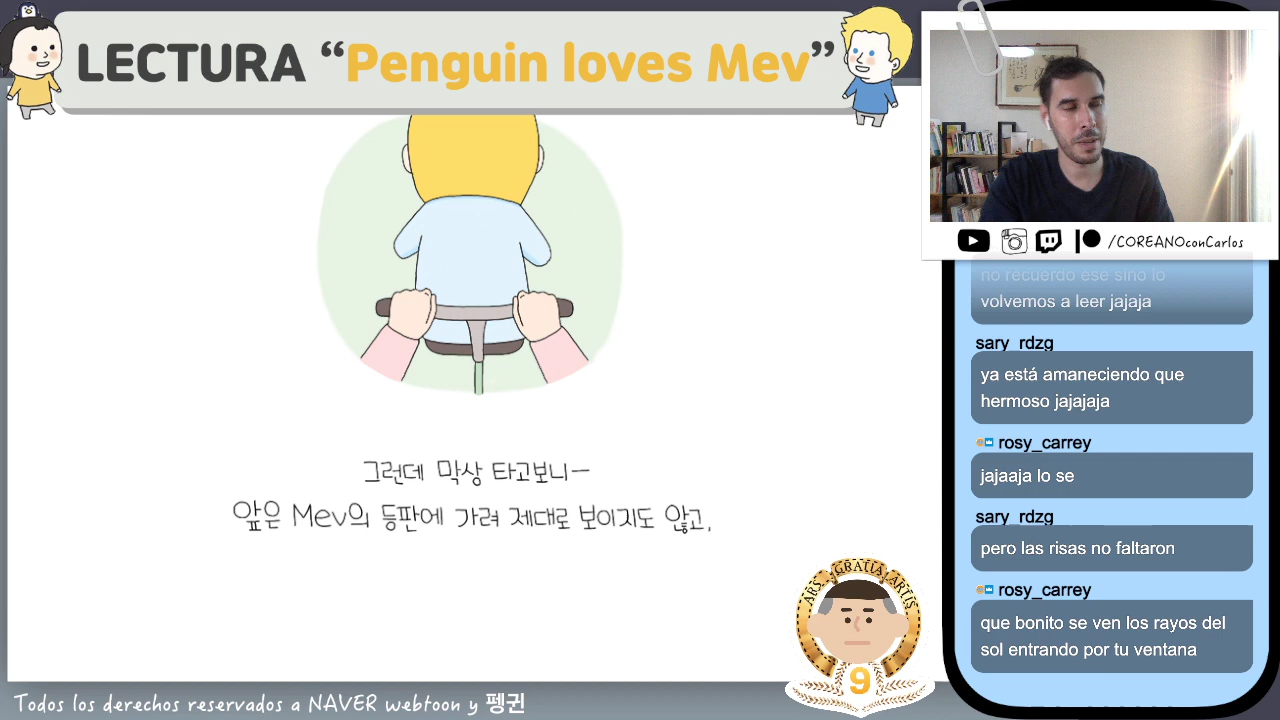 LECTURA “Penguin loves Mev”
그런데 막상 타고보니—
앞은 Mev의 등판에 가려 제대로 보이지도 않고,
ARS GRATIA ARTIS
9
Todos los derechos reservados a NAVER webtoon y 펭귄
/COREANOconCarlos
no recuerdo ese sino lo
volvemos a leer jajaja
sary_rdzg
ya está amaneciendo que
hermoso jajajaja
rosy_carrey
jajaaja lo se
sary_rdzg
pero las risas no faltaron
rosy_carrey
que bonito se ven los rayos del
sol entrando por tu ventana